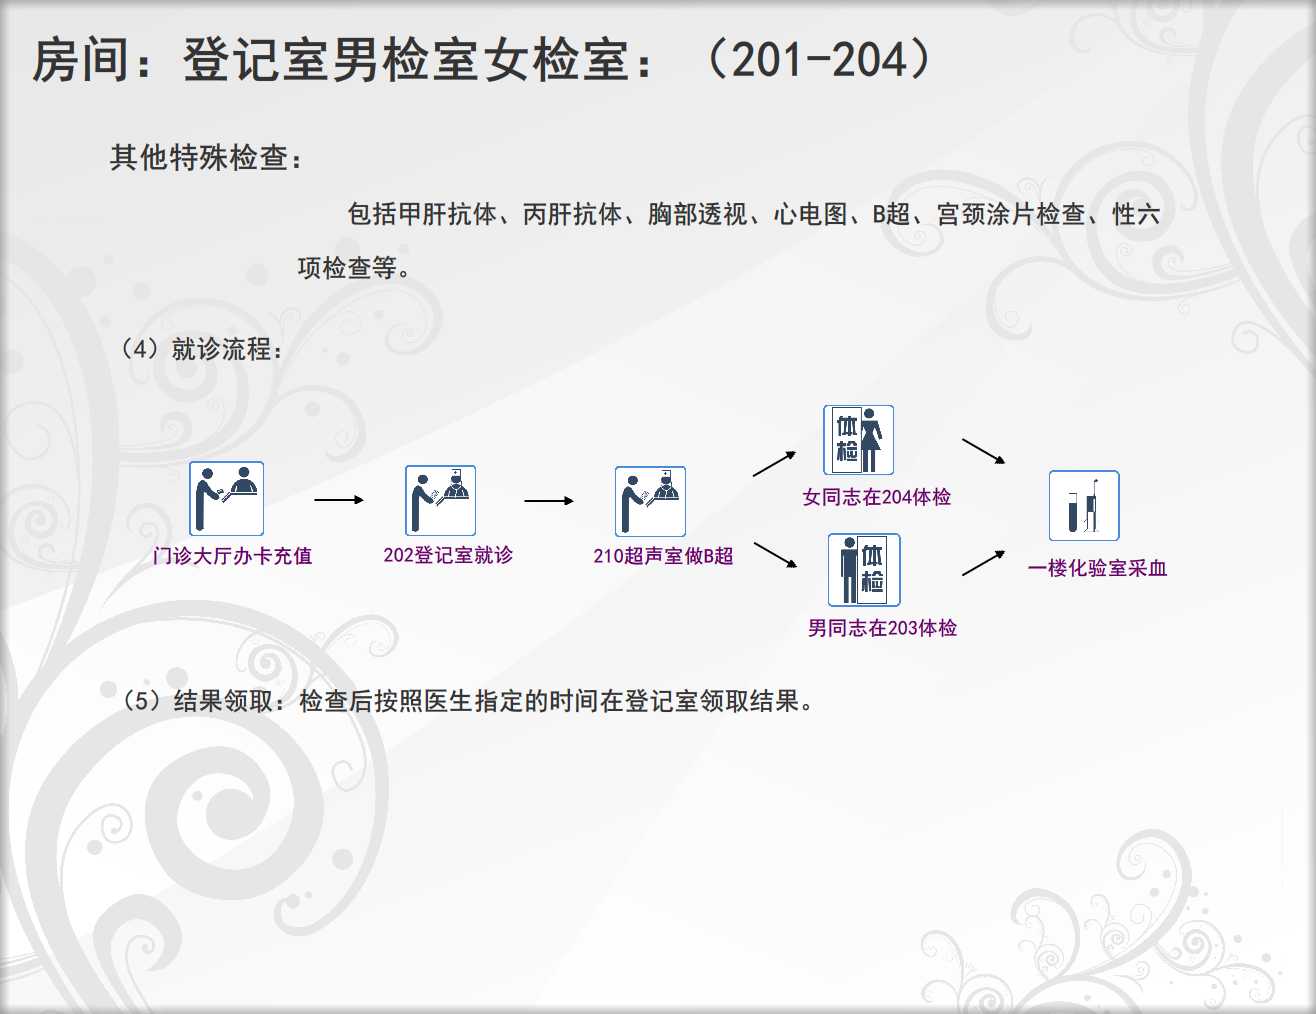 房间：登记室男检室女检室：（201-204）
其他特殊检查：
包括甲肝抗体、丙肝抗体、胸部透视、心电图、B超、宫颈涂片检查、性六
项检查等。
（4）就诊流程：
体
检
女同志在204体检
门诊大厅办卡充值
202登记室就诊
210超声室做B超
体
检
男同志在203体检
一楼化验室采血
（5）结果领取：检查后按照医生指定的时间在登记室领取结果。